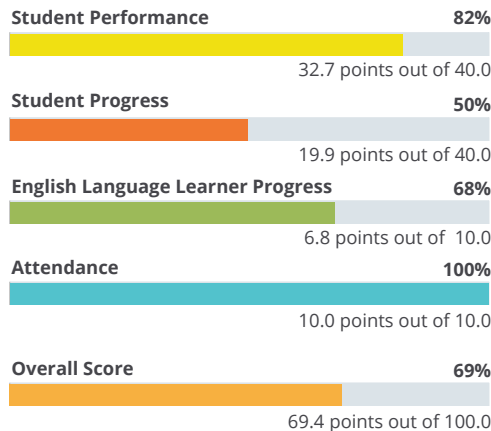 Student Performance 82%
32.7 points out of 40.0
Student Progress 50%
19.9 points out of 40.0
English Language Learner Progress 68%
6.8 points out of 10.0
Attendance 100%
10.0 points out of 10.0
Overall Score 69%
69.4 points out of 100.0